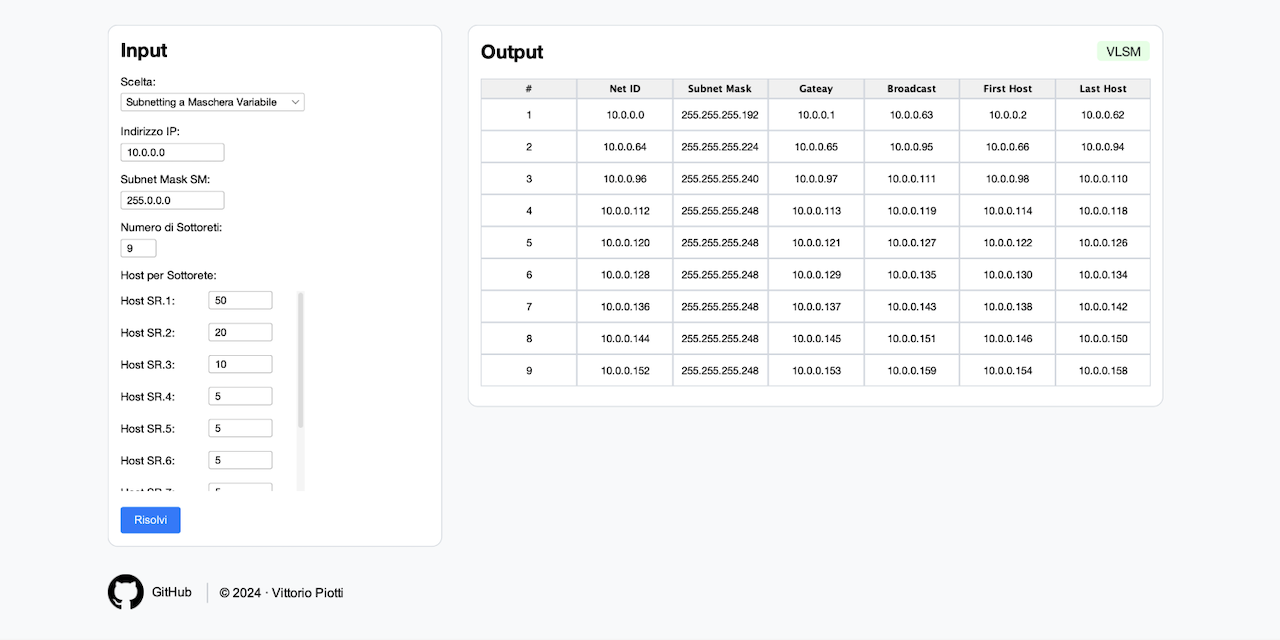 Input
Scelta:
Subnetting a Maschera Variabile
Indirizzo IP:
10.0.0.0
Subnet Mask SM:
255.0.0.0
Numero di Sottoreti:
9
Host per Sottorete:
Host SR.1: 50
Host SR.2: 20
Host SR.3: 10
Host SR.4: 5
Host SR.5: 5
Host SR.6: 5
Risolvi
Output
VLSM
# Net ID Subnet Mask Gateay Broadcast First Host Last Host
1 10.0.0.0 255.255.255.192 10.0.0.1 10.0.0.63 10.0.0.2 10.0.0.62
2 10.0.0.64 255.255.255.224 10.0.0.65 10.0.0.95 10.0.0.66 10.0.0.94
3 10.0.0.96 255.255.255.240 10.0.0.97 10.0.0.111 10.0.0.98 10.0.0.110
4 10.0.0.112 255.255.255.248 10.0.0.113 10.0.0.119 10.0.0.114 10.0.0.118
5 10.0.0.120 255.255.255.248 10.0.0.121 10.0.0.127 10.0.0.122 10.0.0.126
6 10.0.0.128 255.255.255.248 10.0.0.129 10.0.0.135 10.0.0.130 10.0.0.134
7 10.0.0.136 255.255.255.248 10.0.0.137 10.0.0.143 10.0.0.138 10.0.0.142
8 10.0.0.144 255.255.255.248 10.0.0.145 10.0.0.151 10.0.0.146 10.0.0.150
9 10.0.0.152 255.255.255.248 10.0.0.153 10.0.0.159 10.0.0.154 10.0.0.158
GitHub
© 2024 · Vittorio Piotti